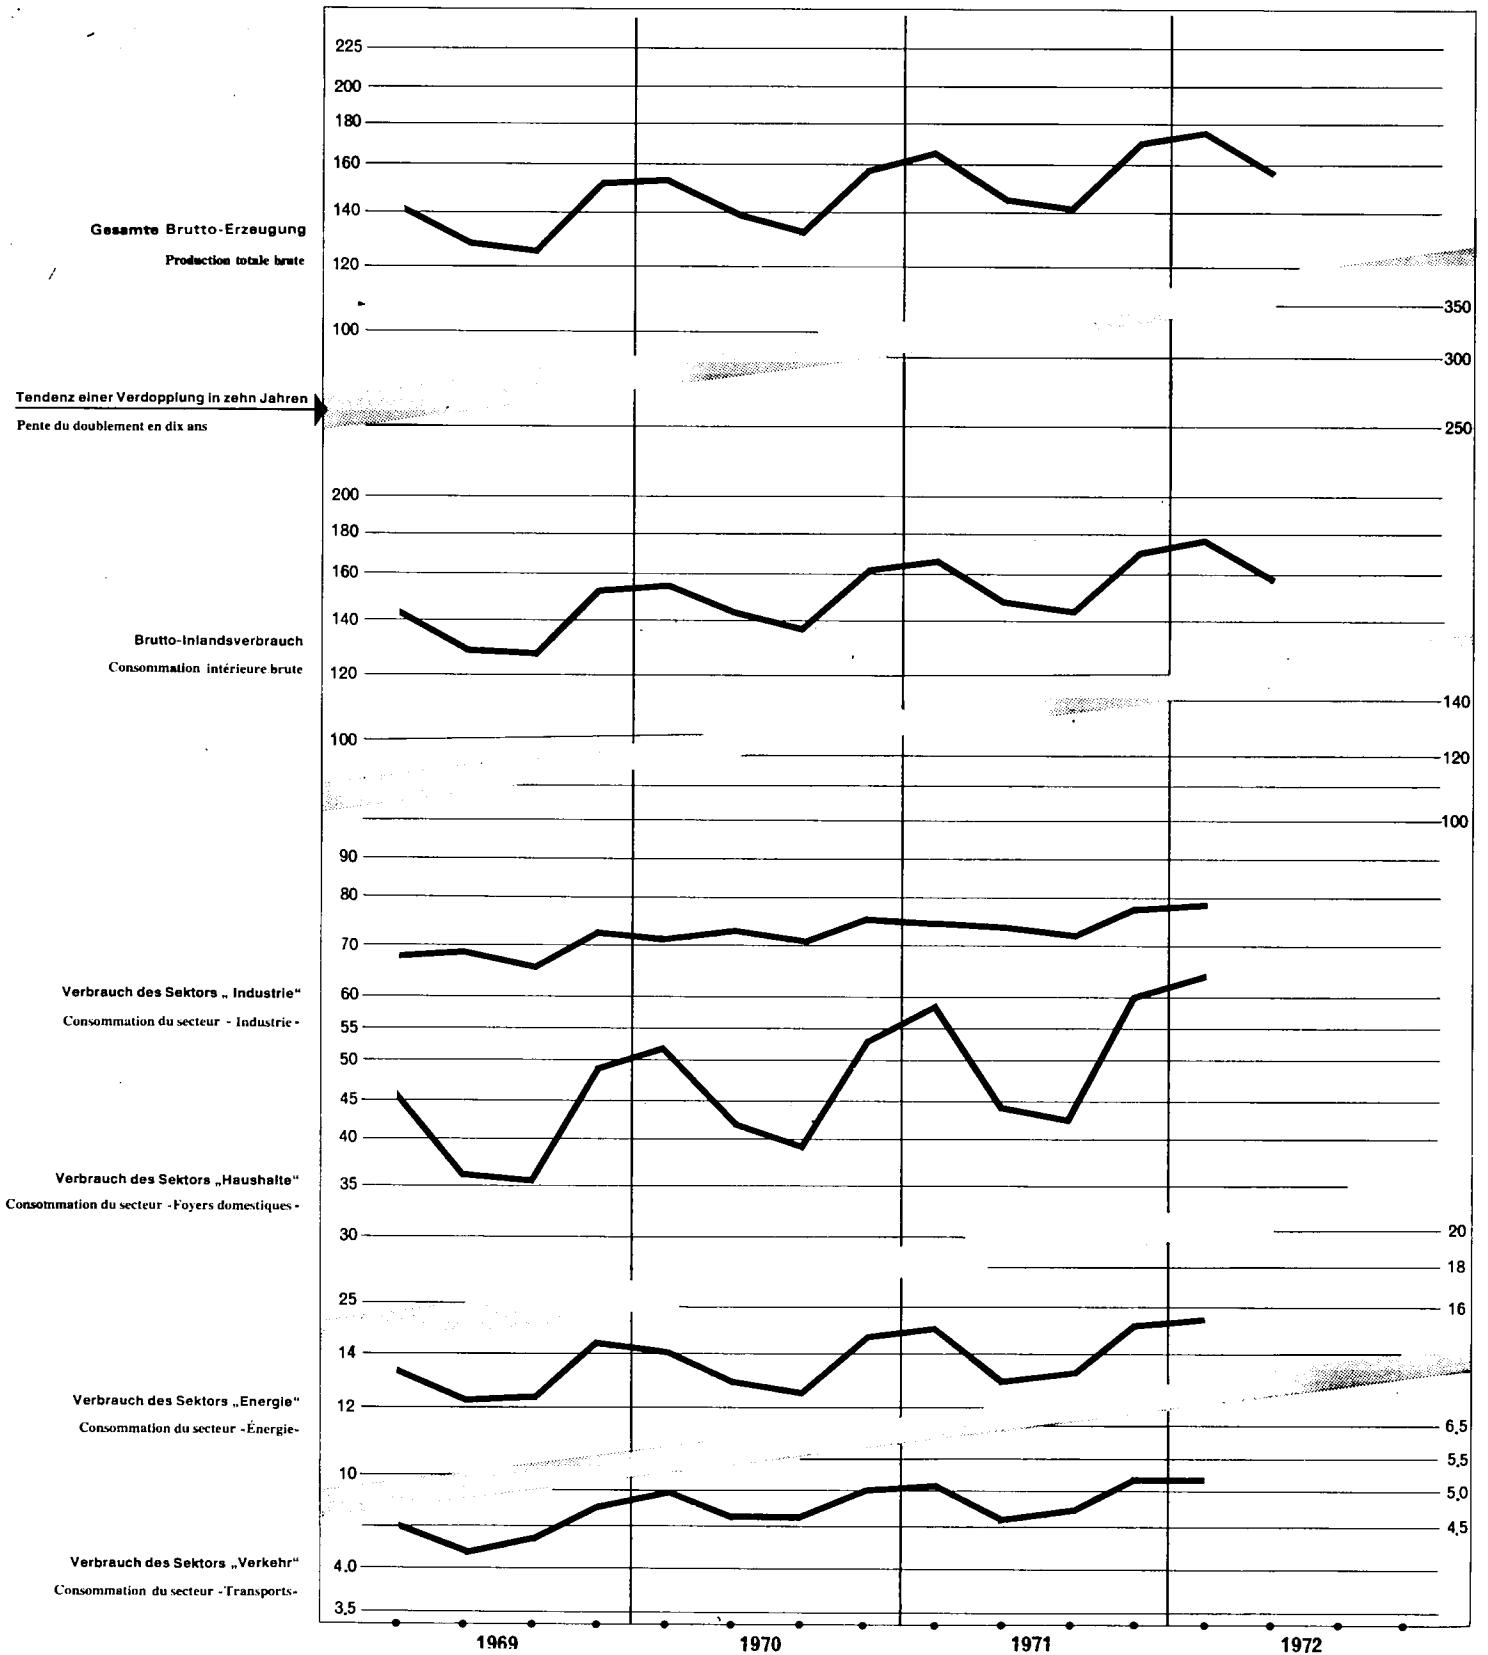 225
200
180
160
140
Gesamte Brutto-Erzeugung
Production totale brute
120
350
100
300
Tendenz einer Verdopplung in zehn Jahren
Pente du doublement en dix ans
250
200
180
160
140
Brutto-Inlandsverbrauch
Consommation intérieure brute
120
140
100
120
100
90
80
70
Verbrauch des Sektors „ Industrie“
60
Consommation du secteur - Industrie -
55
50
45
40
Verbrauch des Sektors „Haushalte“
35
Consommation du secteur -Foyers domestiques -
30
20
18
25
16
14
Verbrauch des Sektors „Energie“
12
Consommation du secteur -Énergie-
6,5
5,5
10
5,0
4,5
Verbrauch des Sektors „Verkehr“
4.0
Consommation du secteur -Transports-
3,5
1969 1970 1971 1972